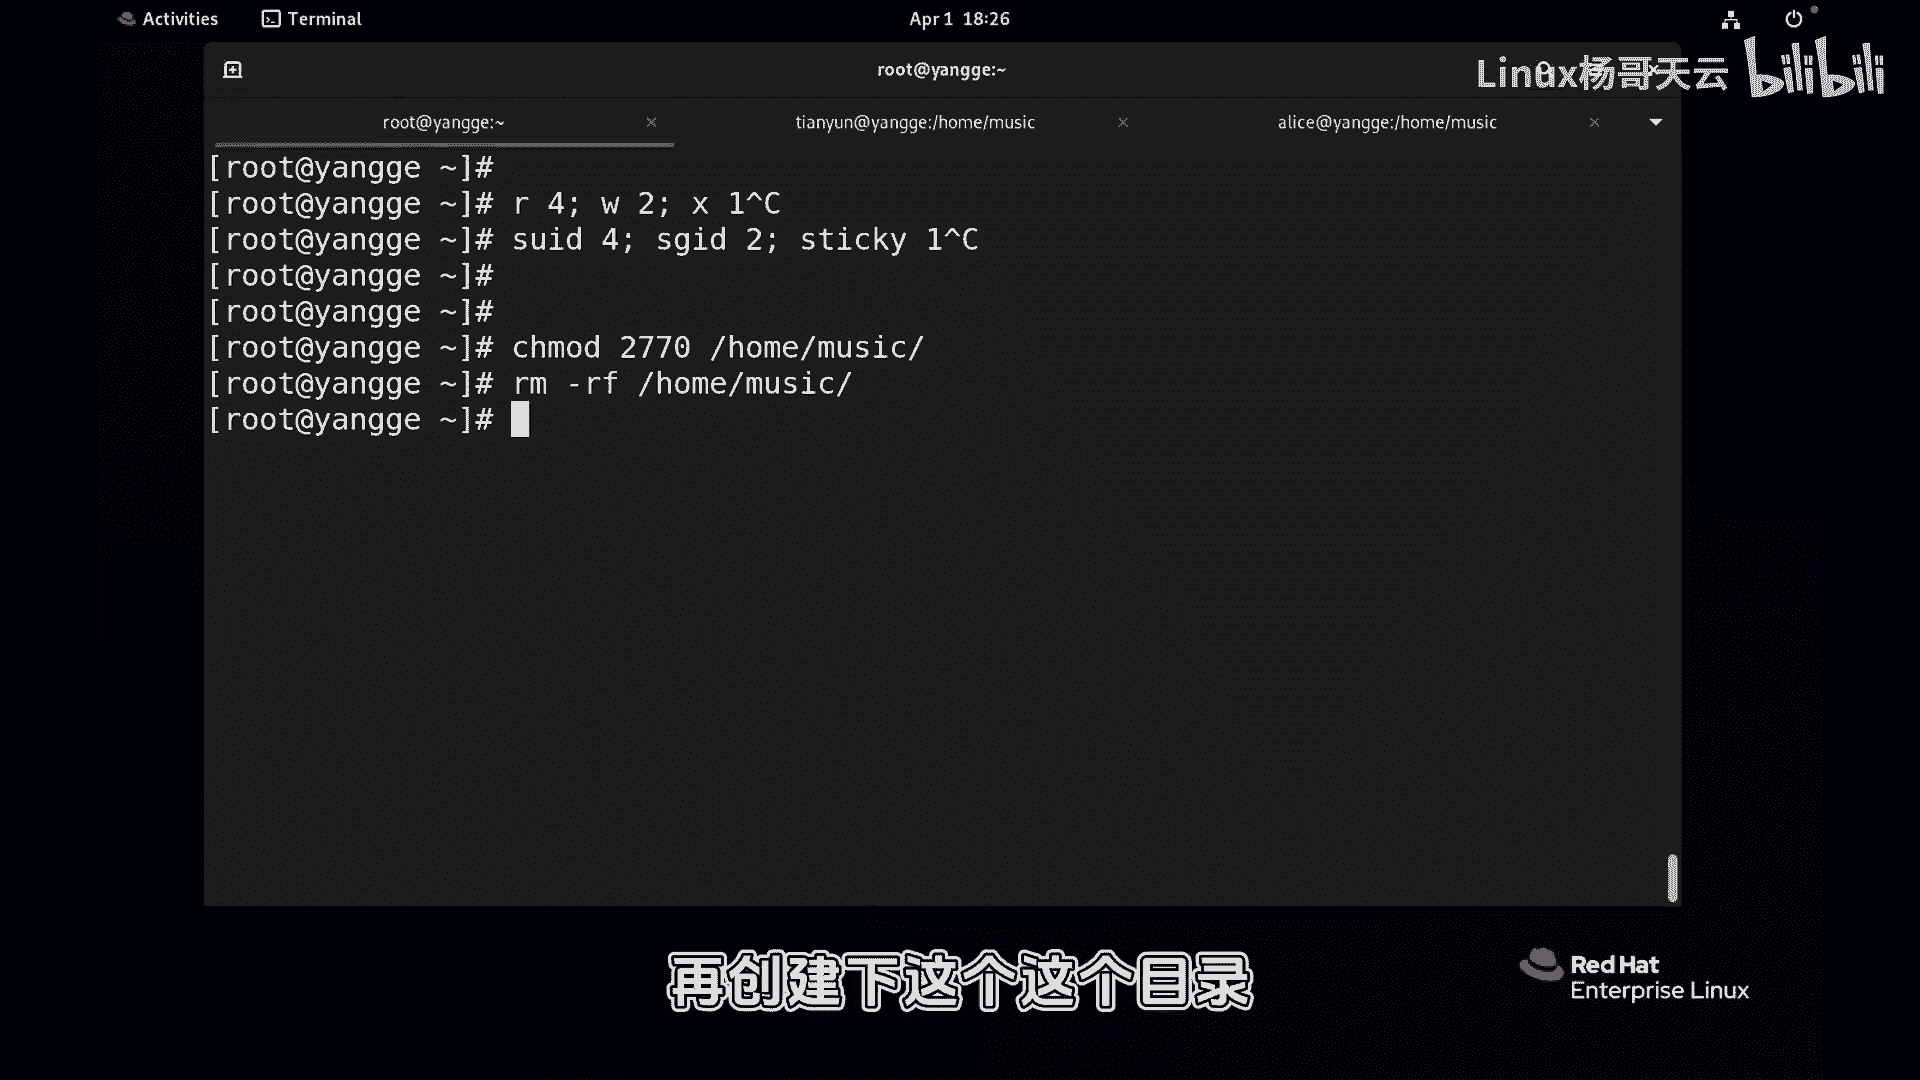 Activities Terminal Apr 1 18:26
root@yangge:~
Linux杨哥天云 bilibili
root@yangge:~ × tianyun@yangge:/home/music × alice@yangge:/home/music ×
[root@yangge ~]#
[root@yangge ~]# r 4; w 2; x 1^C
[root@yangge ~]# suid 4; sgid 2; sticky 1^C
[root@yangge ~]#
[root@yangge ~]#
[root@yangge ~]# chmod 2770 /home/music/
[root@yangge ~]# rm -rf /home/music/
[root@yangge ~]#
再创建下这个这个目录
Red Hat
Enterprise Linux